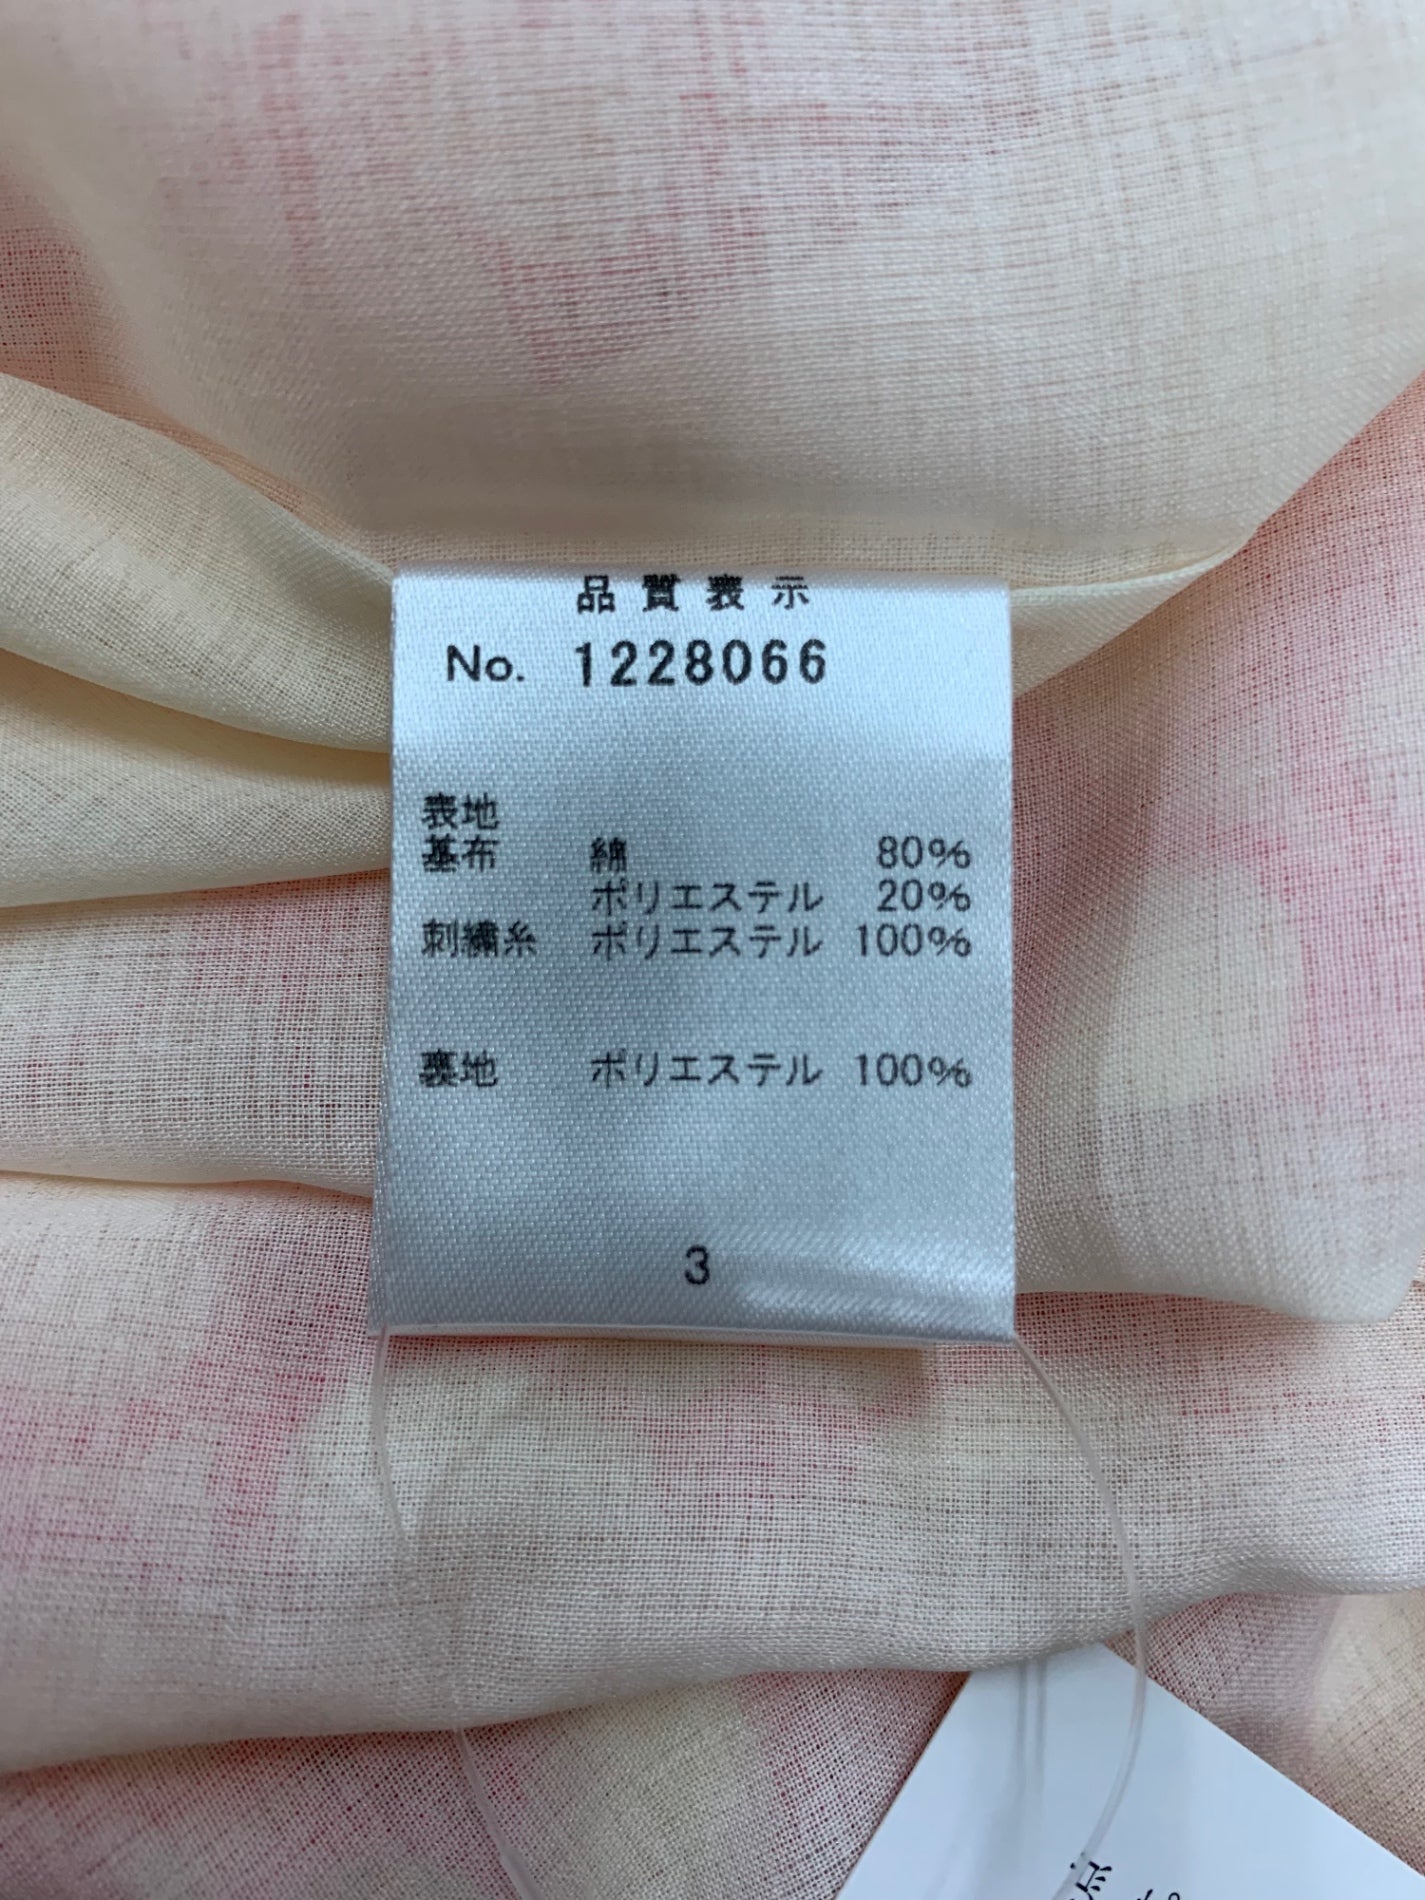 品質表示
No. 1228066
表地
基布 綿 80%
ポリエステル 20%
刺繍糸 ポリエステル 100%
裏地 ポリエステル 100%
3